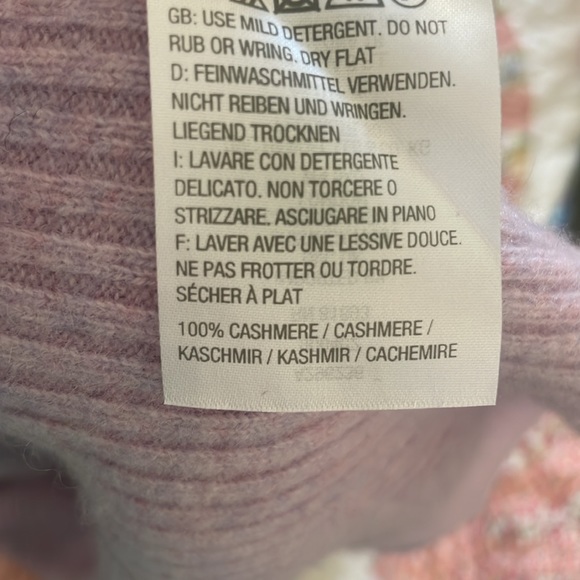 GB: USE MILD DETERGENT. DO NOT
RUB OR WRING. DRY FLAT
D: FEINWASCHMITTEL VERWENDEN.
NICHT REIBEN UND WRINGEN.
LIEGEND TROCKNEN
I: LAVARE CON DETERGENTE
DELICATO. NON TORCERE O
STRIZZARE. ASCIUGARE IN PIANO
F: LAVER AVEC UNE LESSIVE DOUCE.
NE PAS FROTTER OU TORDRE.
SÉCHER À PLAT
100% CASHMERE / CASHMERE /
KASCHMIR / KASHMIR / CACHEMIRE